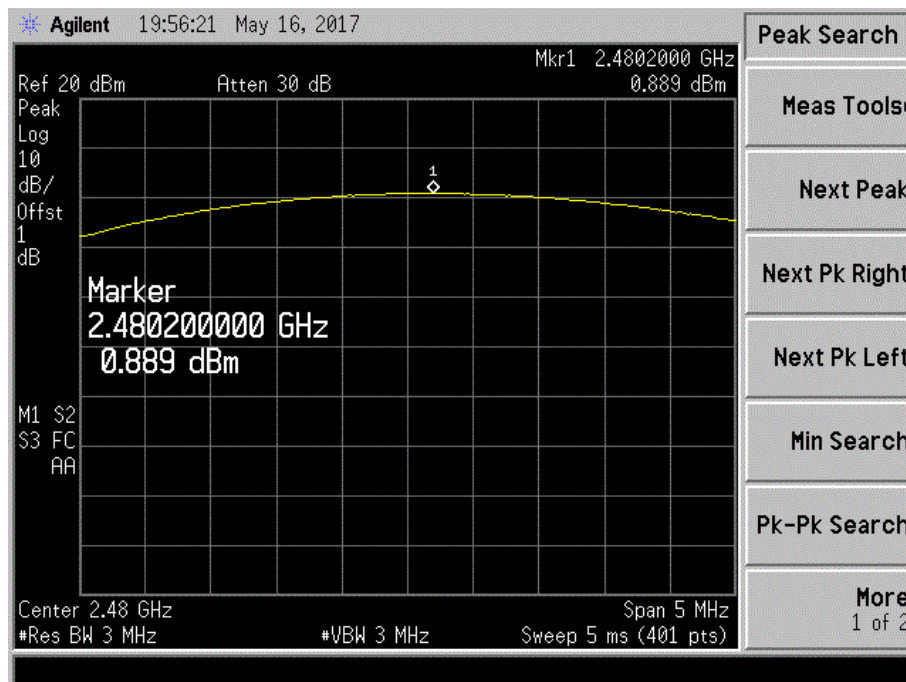 Agilent 19:56:21 May 16, 2017
Mkr1 2.4802000 GHz
Ref 20 dBm Atten 30 dB 0.889 dBm
Peak
Log
10
dB/
Offst
1
dB
1
Marker
2.480200000 GHz
0.889 dBm
M1 S2
S3 FC
AA
Center 2.48 GHz Span 5 MHz
#Res BW 3 MHz #VBW 3 MHz Sweep 5 ms (401 pts)
Peak Search
Meas Tools
Next Peak
Next Pk Right
Next Pk Left
Min Search
Pk-Pk Search
More
1 of 2